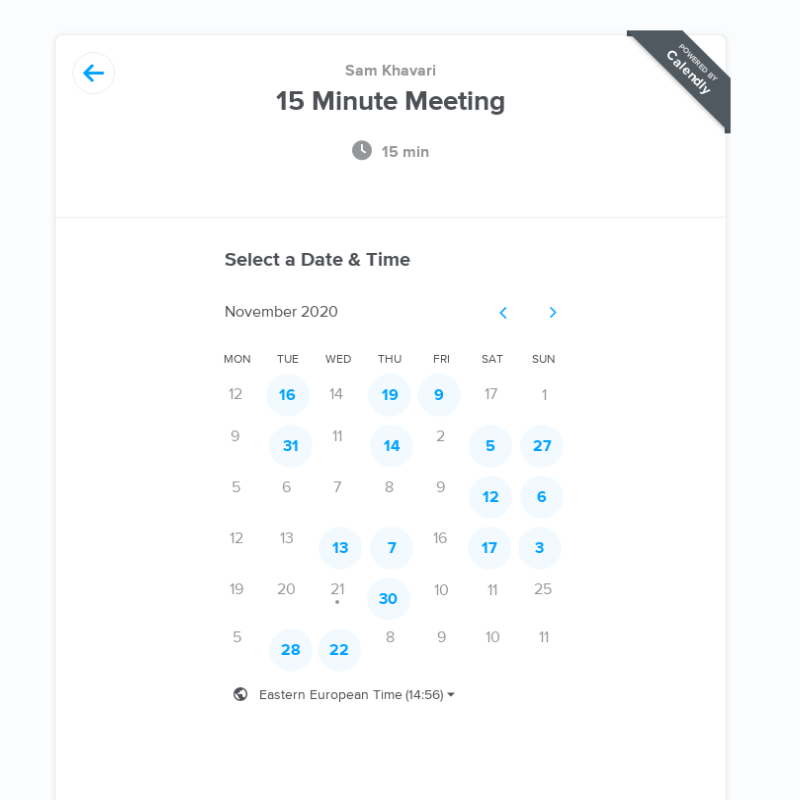 POWERED BY
Calendly
Sam Khavari
15 Minute Meeting
15 min
Select a Date & Time
November 2020
MON TUE WED THU FRI SAT SUN
12 16 14 19 9 17 1
9 31 11 14 2 5 27
5 6 7 8 9 12 6
12 13 13 7 16 17 3
19 20 21 30 10 11 25
5 28 22 8 9 10 11
Eastern European Time (14:56)